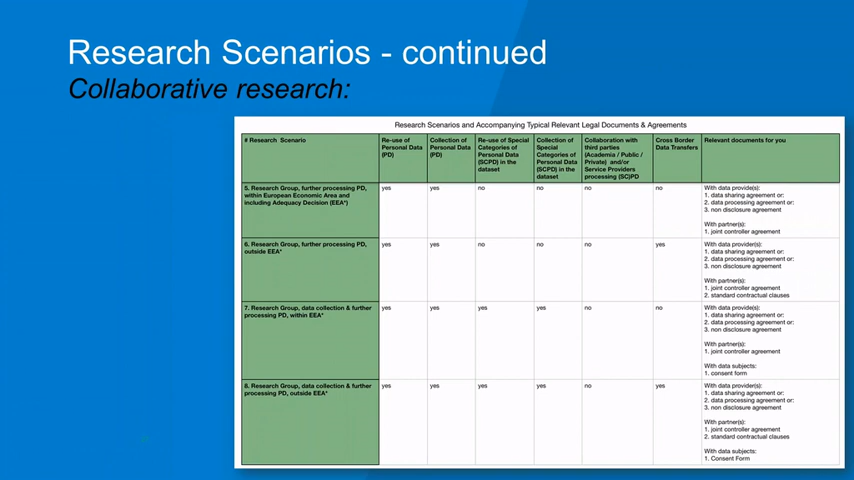 Research Scenarios - continued
Collaborative research:
Research Scenarios and Accompanying Typical Relevant Legal Documents & Agreements
# Research Scenario
Re-use of
Personal Data
(PD)
Collection of
Personal Data
(PD)
Re-use of Special
Categories of
Personal Data
(SCPD) in the
dataset
Collection of
Special
Categories of
Personal Data
(SCPD) in the
dataset
Collaboration with
third parties
(Academia / Public /
Private) and/or
Service Providers
processing (SC)PD
Cross Border
Data Transfers
Relevant documents for you
5. Research Group, further processing PD,
within European Economic Area and
including Adequacy Decision (EEA*)
yes
yes
no
no
no
no
With data provide(s):
1. data sharing agreement or:
2. data processing agreement or:
3. non disclosure agreement
With partner(s):
1. joint controller agreement
6. Research Group, further processing PD,
outside EEA*
yes
yes
no
no
no
yes
With data provider(s):
1. data sharing agreement or:
2. data processing agreement or:
3. non disclosure agreement
With partner(s):
1. joint controller agreement
2. standard contractual clauses
7. Research Group, data collection & further
processing PD, within EEA*
yes
yes
yes
yes
no
no
With data provide(s):
1. data sharing agreement or:
2. data processing agreement or:
3. non disclosure agreement
With partner(s):
1. joint controller agreement
With data subjects:
1. consent form
8. Research Group, data collection & further
processing PD, outside EEA*
yes
yes
yes
yes
no
yes
With data provider(s):
1. data sharing agreement or:
2. data processing agreement or:
3. non disclosure agreement
With partner(s):
1. joint controller agreement
2. standard contractual clauses
With data subjects:
1. Consent Form